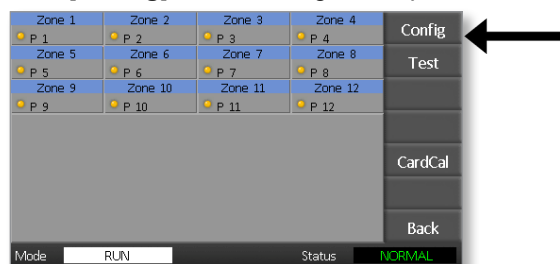 Zone 1 Zone 2 Zone 3 Zone 4 Config
P 1 P 2 P 3 P 4
Zone 5 Zone 6 Zone 7 Zone 8 Test
P 5 P 6 P 7 P 8
Zone 9 Zone 10 Zone 11 Zone 12
P 9 P 10 P 11 P 12
CardCal
Back
Mode RUN Status NORMAL